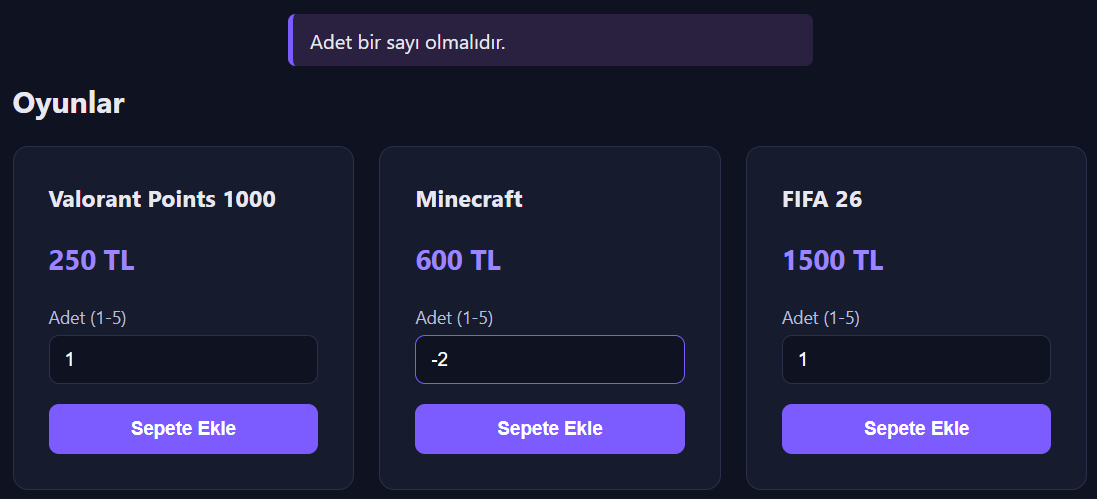 Adet bir sayı olmalıdır.
Oyunlar
Valorant Points 1000
250 TL
Adet (1-5)
1
Sepete Ekle
Minecraft
600 TL
Adet (1-5)
-2
Sepete Ekle
FIFA 26
1500 TL
Adet (1-5)
1
Sepete Ekle